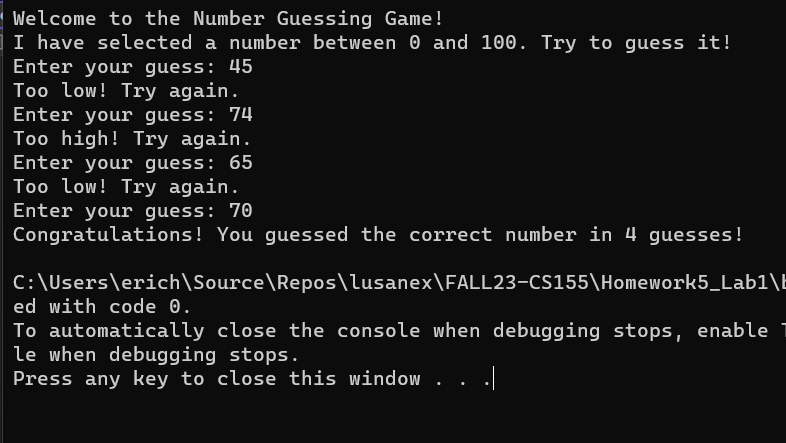 Welcome to the Number Guessing Game!
I have selected a number between 0 and 100. Try to guess it!
Enter your guess: 45
Too low! Try again.
Enter your guess: 74
Too high! Try again.
Enter your guess: 65
Too low! Try again.
Enter your guess: 70
Congratulations! You guessed the correct number in 4 guesses!
C:\Users\erich\Source\Repos\lusanex\FALL23-CS155\Homework5_Lab1\b
ed with code 0.
To automatically close the console when debugging stops, enable T
le when debugging stops.
Press any key to close this window . . .